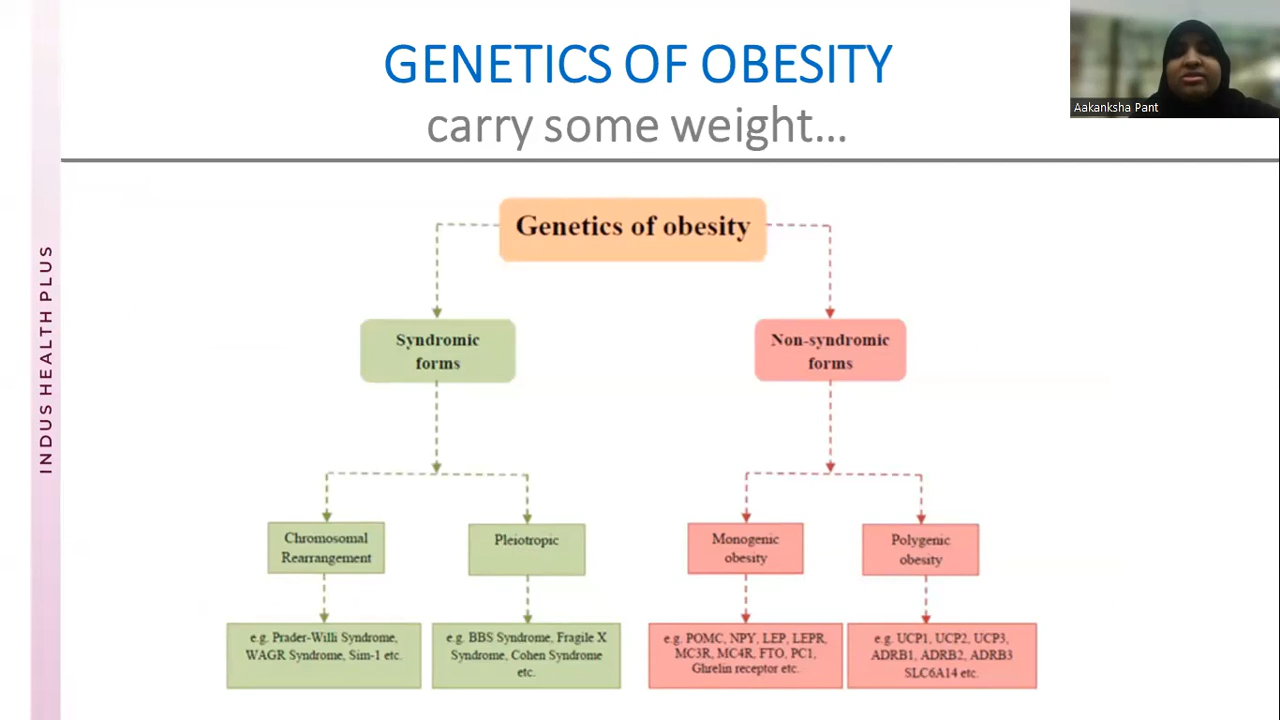 GENETICS OF OBESITY
carry some weight...
Aakanksha Pant
INDUS HEALTH PLUS
Genetics of obesity
Syndromic
forms
Non-syndromic
forms
Chromosomal
Rearrangement
Pleiotropic
Monogenic
obesity
Polygenic
obesity
e.g. Prader-Willi Syndrome,
WAGR Syndrome, Sim-1 etc.
e.g. BBS Syndrome, Fragile X
Syndrome, Cohen Syndrome
etc.
e.g. POMC, NPY, LEP, LEPR,
MC3R, MC4R, FTO, PC1,
Ghrelin receptor etc.
e.g. UCP1, UCP2, UCP3,
ADRB1, ADRB2, ADRB3
SLC6A14 etc.